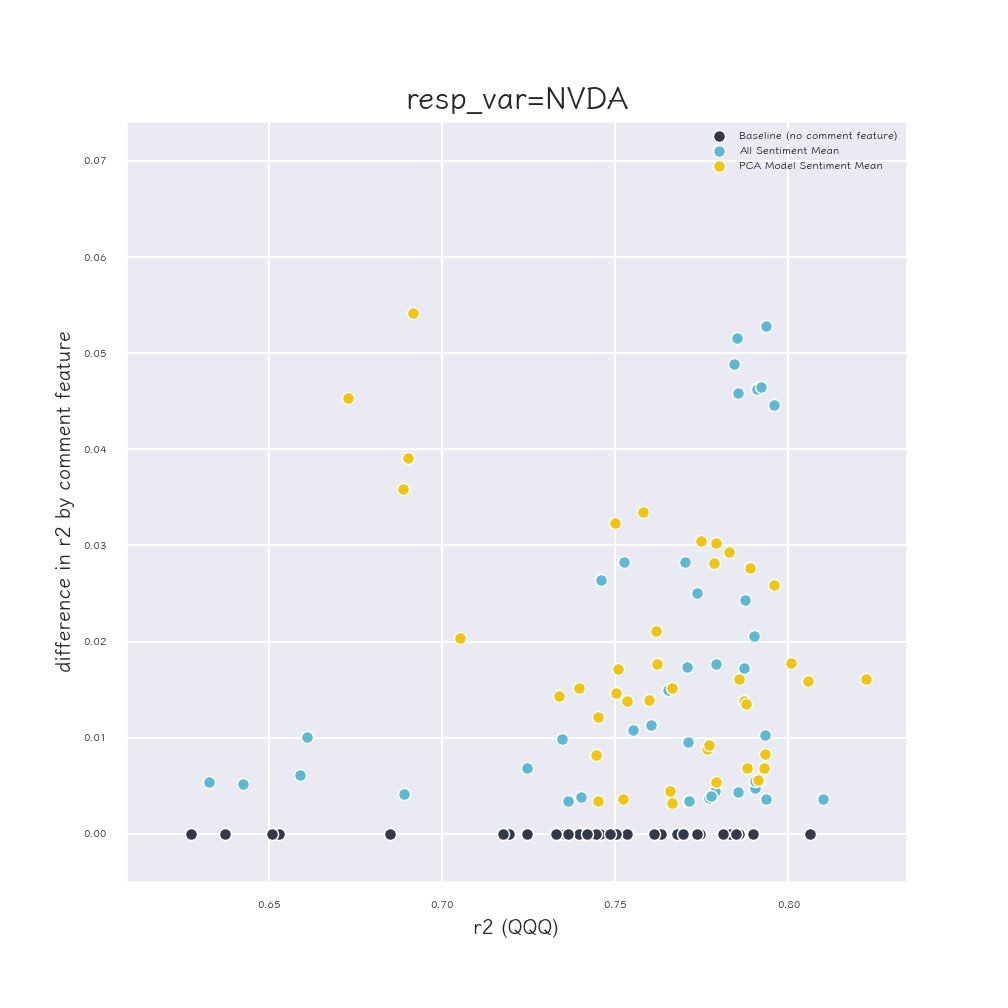 resp_var=NVDA
Baseline (no comment feature)
All Sentiment Mean
PCA Model Sentiment Mean
difference in r2 by comment feature
0.07
0.06
0.05
0.04
0.03
0.02
0.01
0.00
0.65 0.70 0.75 0.80
r2 (QQQ)